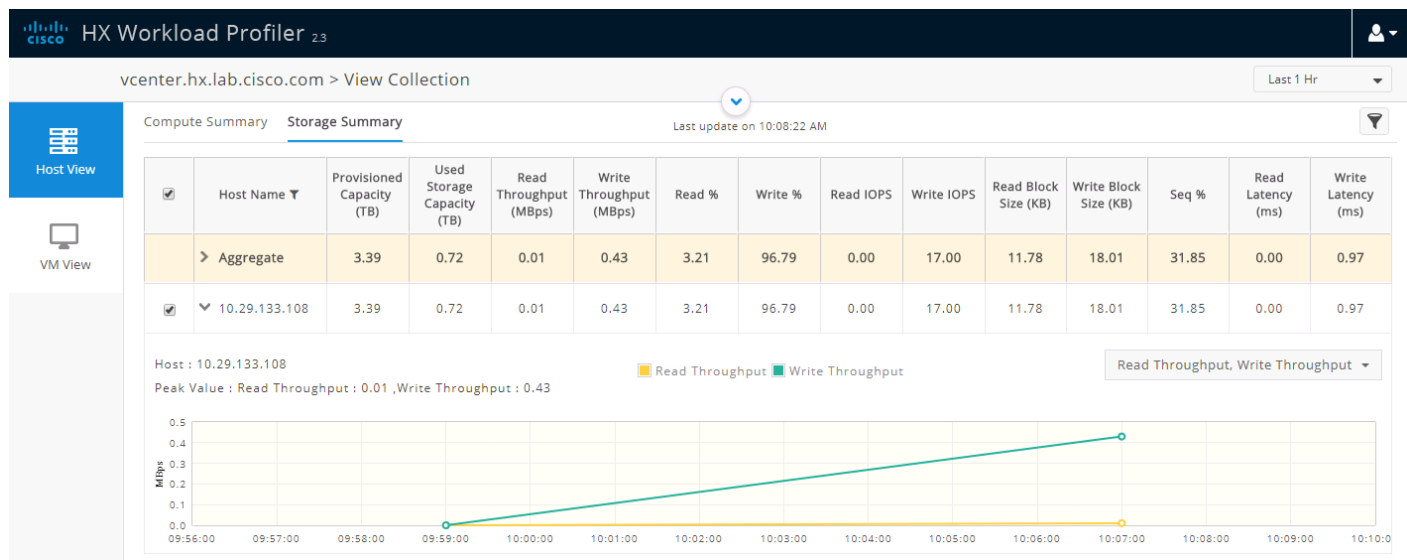 CISCO HX Workload Profiler 2.3
vcenter.hx.lab.cisco.com > View Collection
Last 1 Hr
Host View
VM View
Compute Summary Storage Summary
Last update on 10:08:22 AM
Host Name Provisioned Capacity (TB) Used Storage Capacity (TB) Read Throughput (MBps) Write Throughput (MBps) Read % Write % Read IOPS Write IOPS Read Block Size (KB) Write Block Size (KB) Seq % Read Latency (ms) Write Latency (ms)
Aggregate 3.39 0.72 0.01 0.43 3.21 96.79 0.00 17.00 11.78 18.01 31.85 0.00 0.97
10.29.133.108 3.39 0.72 0.01 0.43 3.21 96.79 0.00 17.00 11.78 18.01 31.85 0.00 0.97
Host : 10.29.133.108
Peak Value : Read Throughput : 0.01 ,Write Throughput : 0.43
Read Throughput Write Throughput
Read Throughput, Write Throughput
MBps
0.5
0.4
0.3
0.2
0.1
0.0
09:56:00 09:57:00 09:58:00 09:59:00 10:00:00 10:01:00 10:02:00 10:03:00 10:04:00 10:05:00 10:06:00 10:07:00 10:08:00 10:09:00 10:10:0